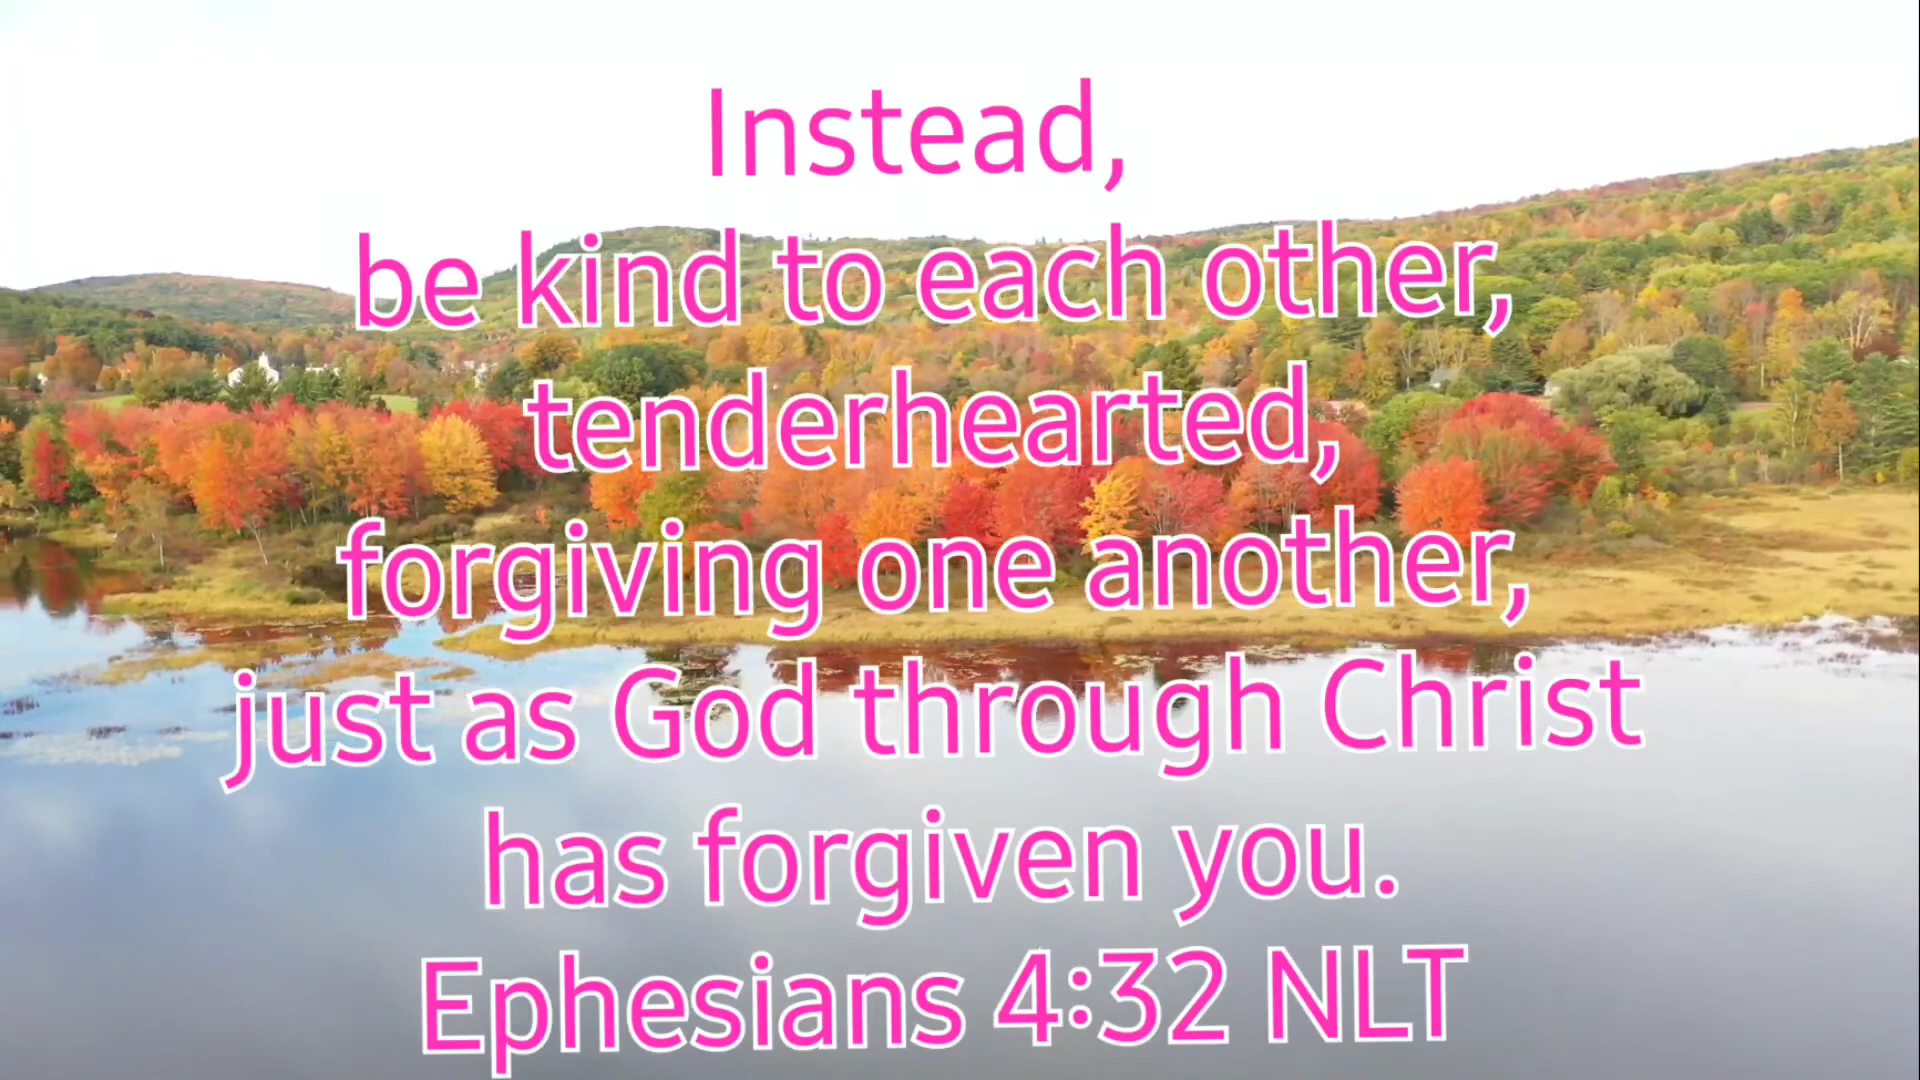 Instead,
be kind to each other,
tenderhearted,
forgiving one another,
just as God through Christ
has forgiven you.
Ephesians 4:32 NLT